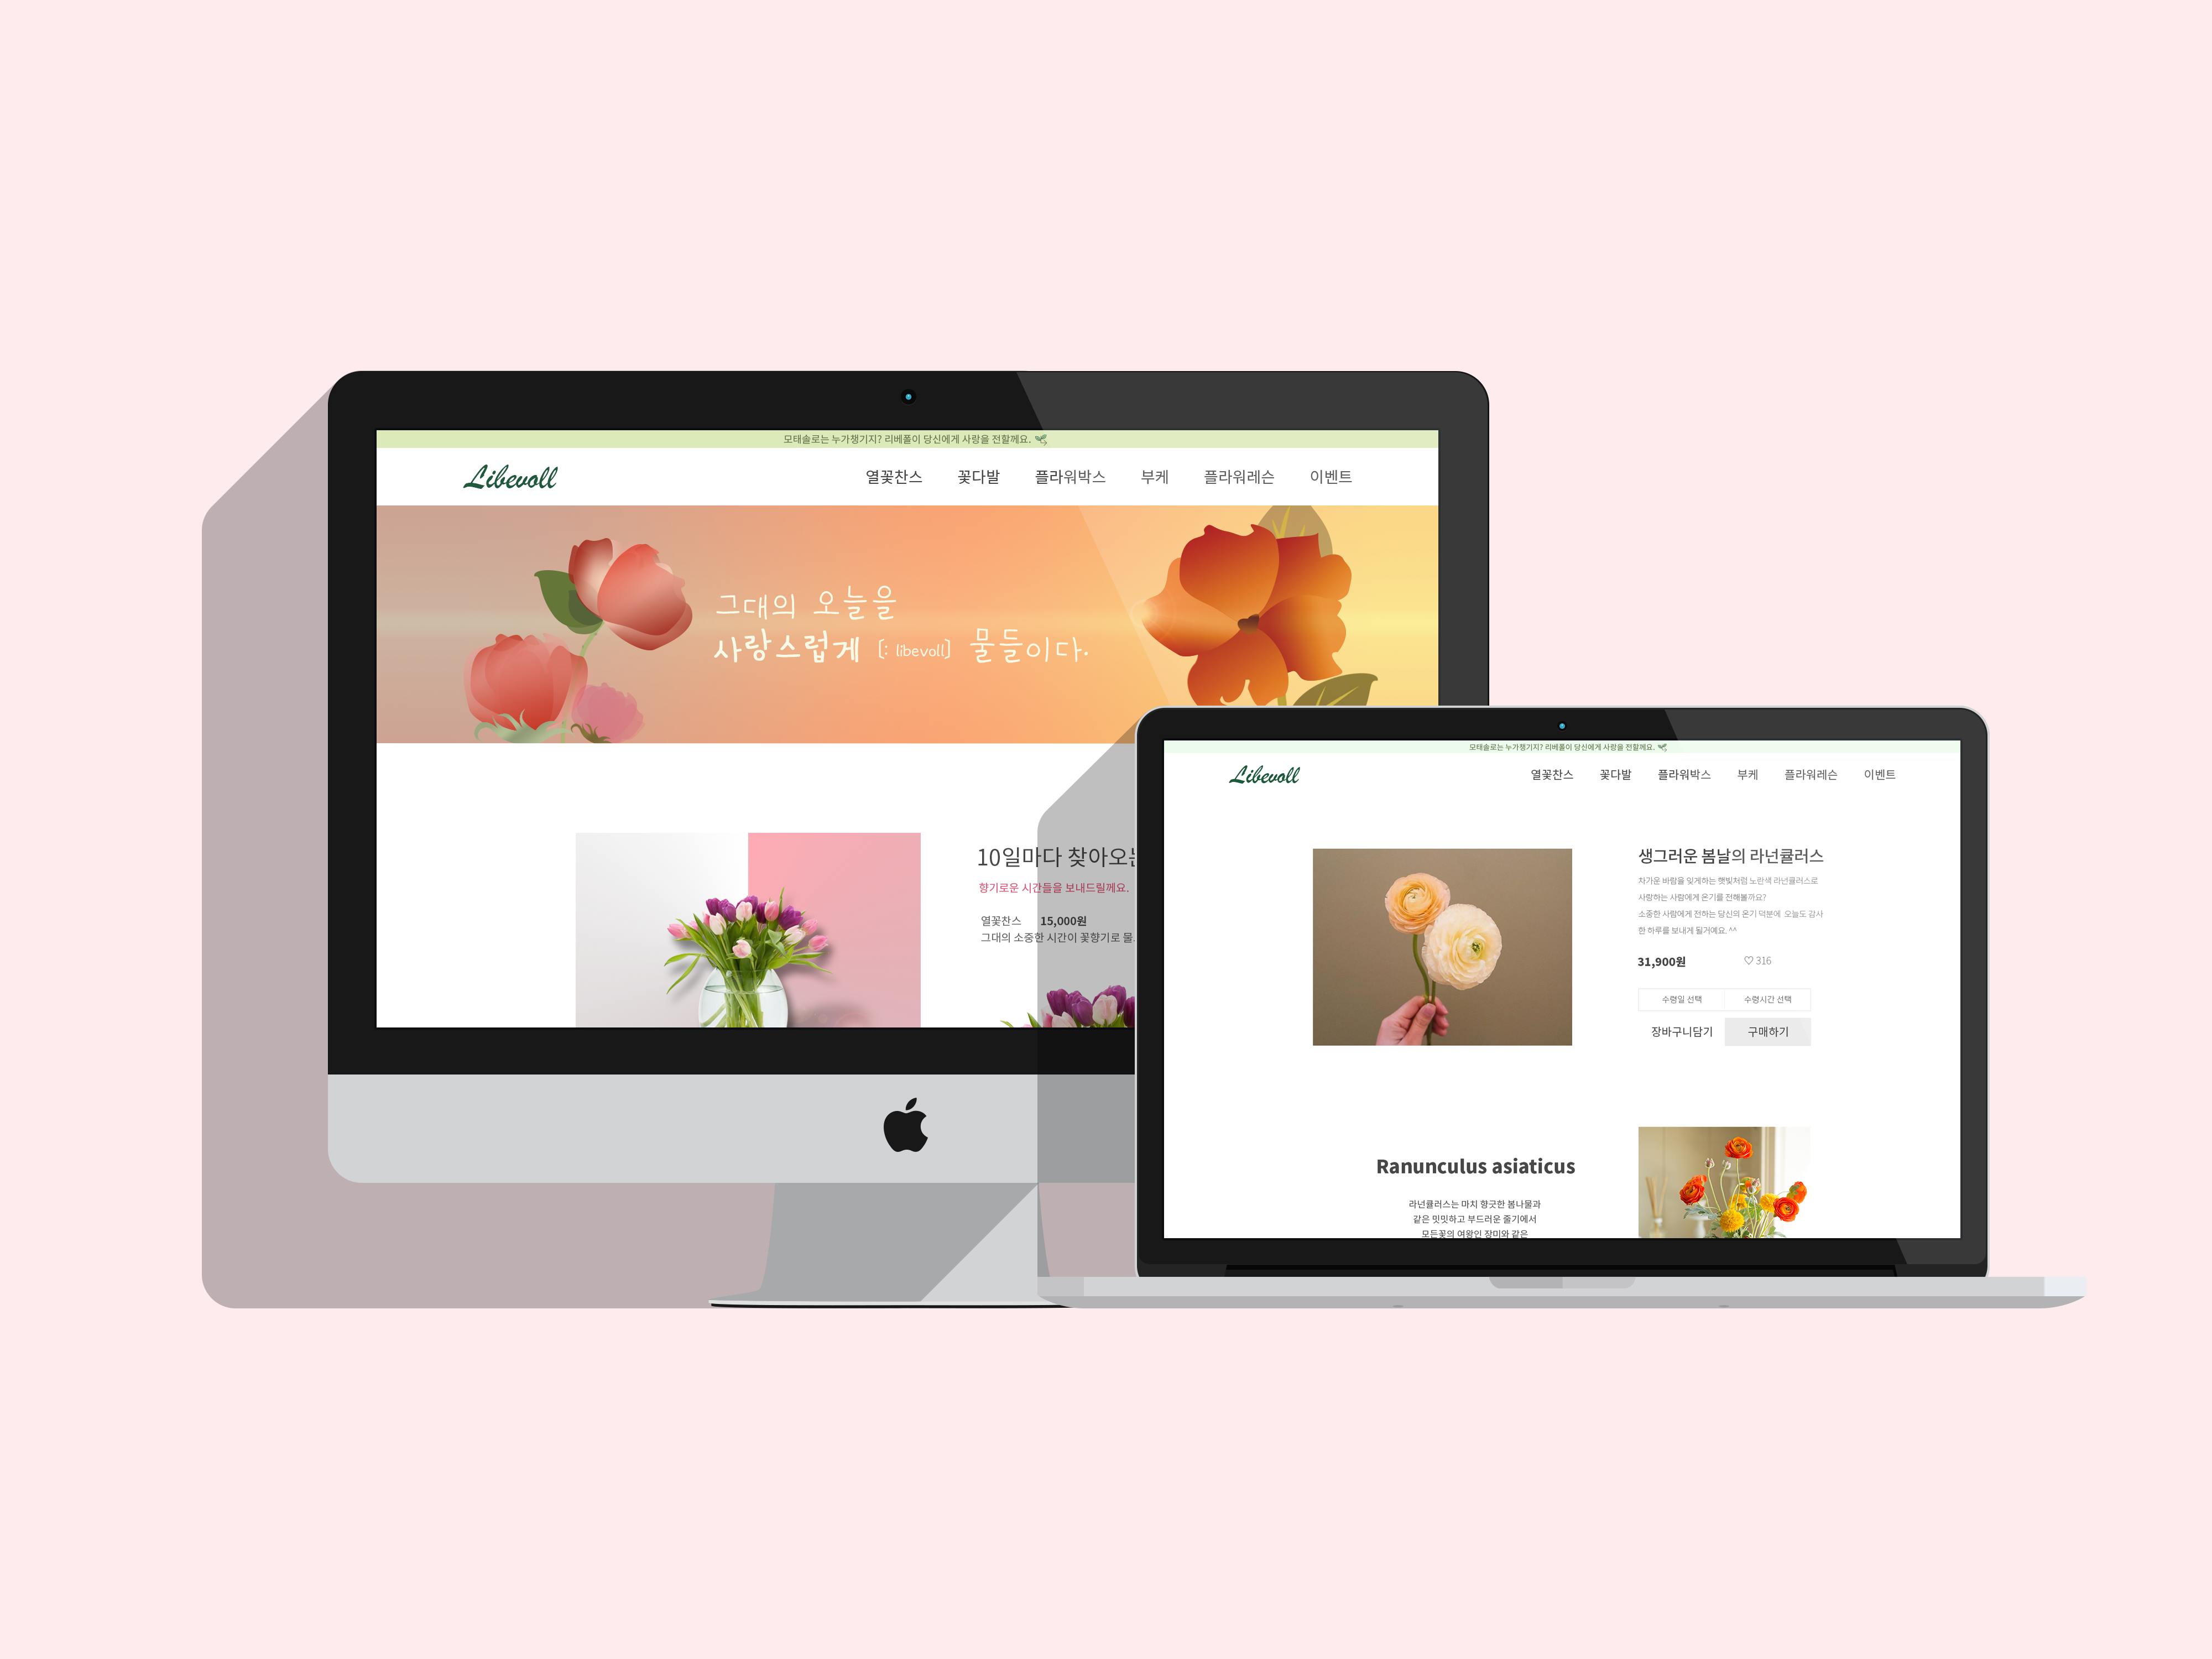 모태솔로는 누가챙기지? 리베폴이 당신에게 사랑을 전할께요.
Libevoll
열꽃찬스 꽃다발 플라워박스 부케 플라워레슨 이벤트
그대의 오늘을
사랑스럽게 [: libevoll] 물들이다.
10일마다 찾아오는
향기로운 시간들을 보내드릴께요.
열꽃찬스 15,000원
그대의 소중한 시간이 꽃향기로 물
모태솔로는 누가챙기지? 리베폴이 당신에게 사랑을 전할께요.
Libevoll
열꽃찬스 꽃다발 플라워박스 부케 플라워레슨 이벤트
생그러운 봄날의 라넌큘러스
차가운 바람을 잊게하는 햇빛처럼 노란색 라넌큘러스로
사랑하는 사람에게 온기를 전해볼까요?
소중한 사람에게 전하는 당신의 온기 덕분에 오늘도 감사
한 하루를 보내게 될거예요. ^^
31,900원 ♡ 316
수령일 선택 수령시간 선택
장바구니담기 구매하기
Ranunculus asiaticus
라넌큘러스는 마치 향긋한 봄나물과
같은 밋밋하고 부드러운 줄기에서
모든꽃의 여왕인 장미와 같은